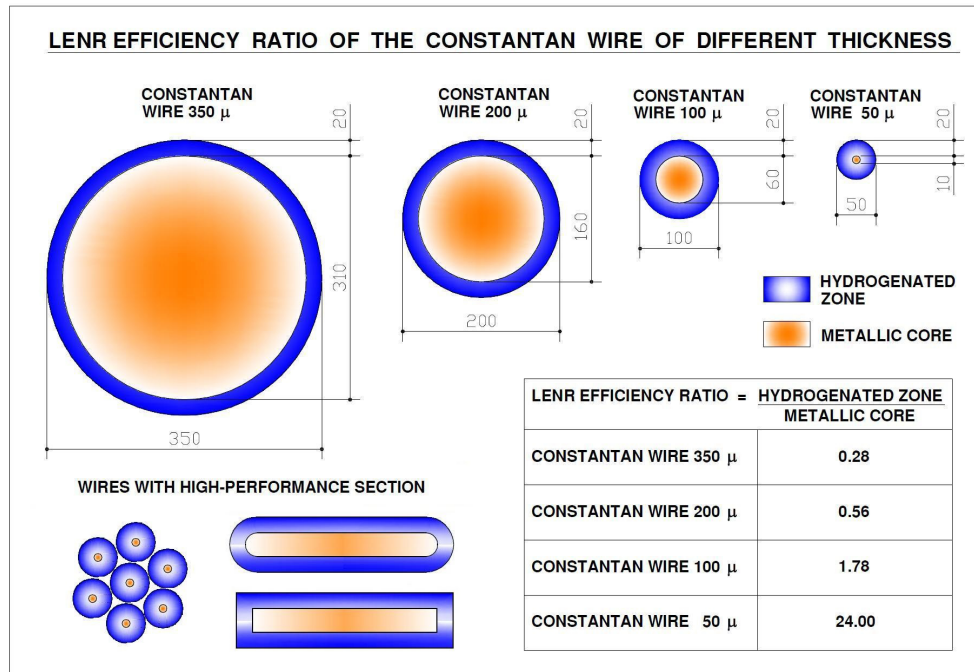 LENR EFFICIENCY RATIO OF THE CONSTANTAN WIRE OF DIFFERENT THICKNESS
CONSTANTAN
WIRE 350 μ
20
310
350
CONSTANTAN
WIRE 200 μ
20
160
200
CONSTANTAN
WIRE 100 μ
20
60
100
CONSTANTAN
WIRE 50 μ
20
10
50
HYDROGENATED
ZONE
METALLIC CORE
LENR EFFICIENCY RATIO = HYDROGENATED ZONE
METALLIC CORE
CONSTANTAN WIRE 350 μ 0.28
CONSTANTAN WIRE 200 μ 0.56
CONSTANTAN WIRE 100 μ 1.78
CONSTANTAN WIRE 50 μ 24.00
WIRES WITH HIGH-PERFORMANCE SECTION